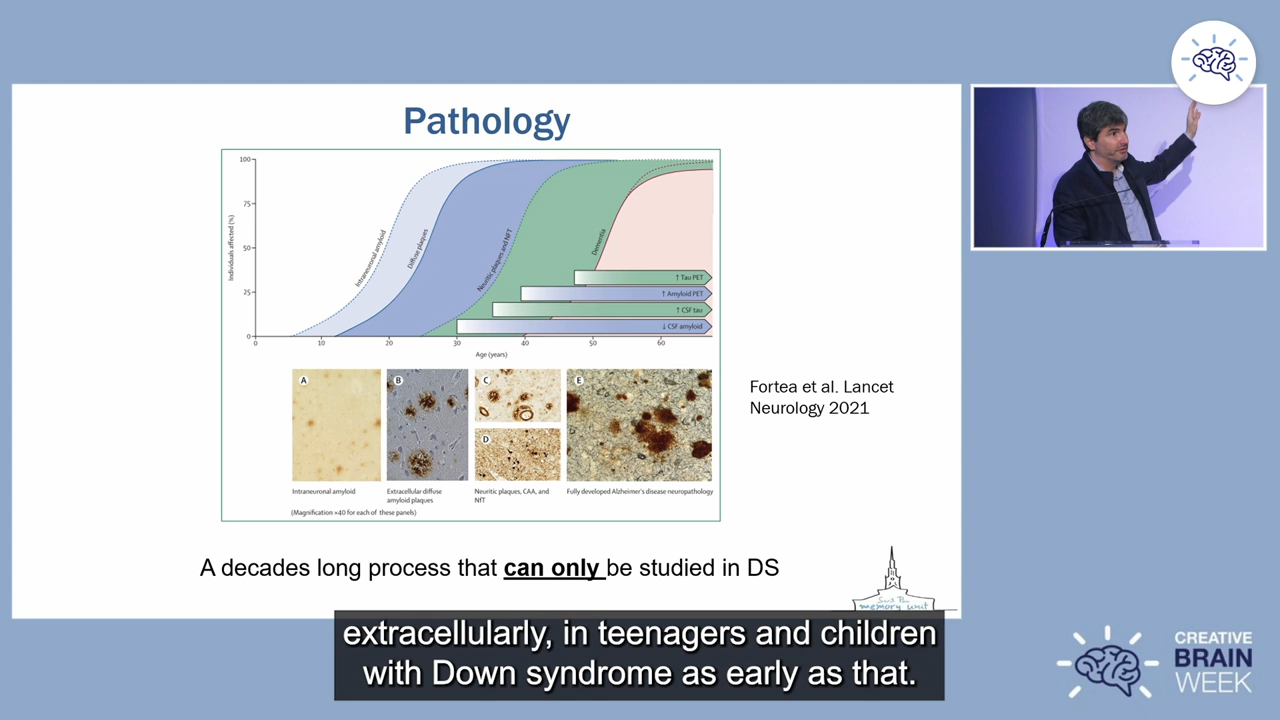 Pathology
100
75
50
25
0
Individuals affected (%)
Intraneuronal amyloid
Diffuse plaques
Neuritic plaques and NFT
Dementia
↑ Tau PET
↑ Amyloid PET
↑ CSF tau
↓ CSF amyloid
0 10 20 30 40 50 60
Age (years)
A
B
C
D
E
Intraneuronal amyloid
Extracellular diffuse
amyloid plaques
Neuritic plaques, CAA, and
NFT
Fully developed Alzheimer's disease neuropathology
(Magnification ×40 for each of these panels)
Fortea et al. Lancet
Neurology 2021
A decades long process that can only be studied in DS
Sant Pau
memory unit
extracellularly, in teenagers and children
with Down syndrome as early as that.
CREATIVE
BRAIN
WEEK